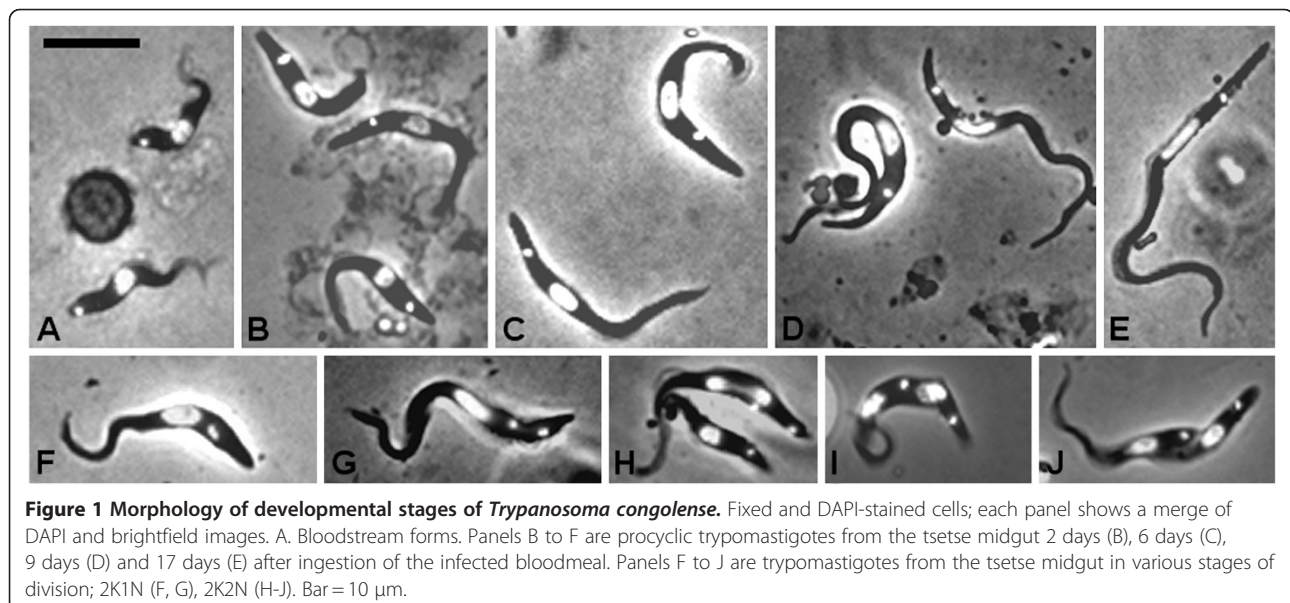 A
B
C
D
E
F
G
H
I
J
Figure 1 Morphology of developmental stages of Trypanosoma congolense. Fixed and DAPI-stained cells; each panel shows a merge of
DAPI and brightfield images. A. Bloodstream forms. Panels B to F are procyclic trypomastigotes from the tsetse midgut 2 days (B), 6 days (C),
9 days (D) and 17 days (E) after ingestion of the infected bloodmeal. Panels F to J are trypomastigotes from the tsetse midgut in various stages of
division; 2K1N (F, G), 2K2N (H-J). Bar = 10 μm.